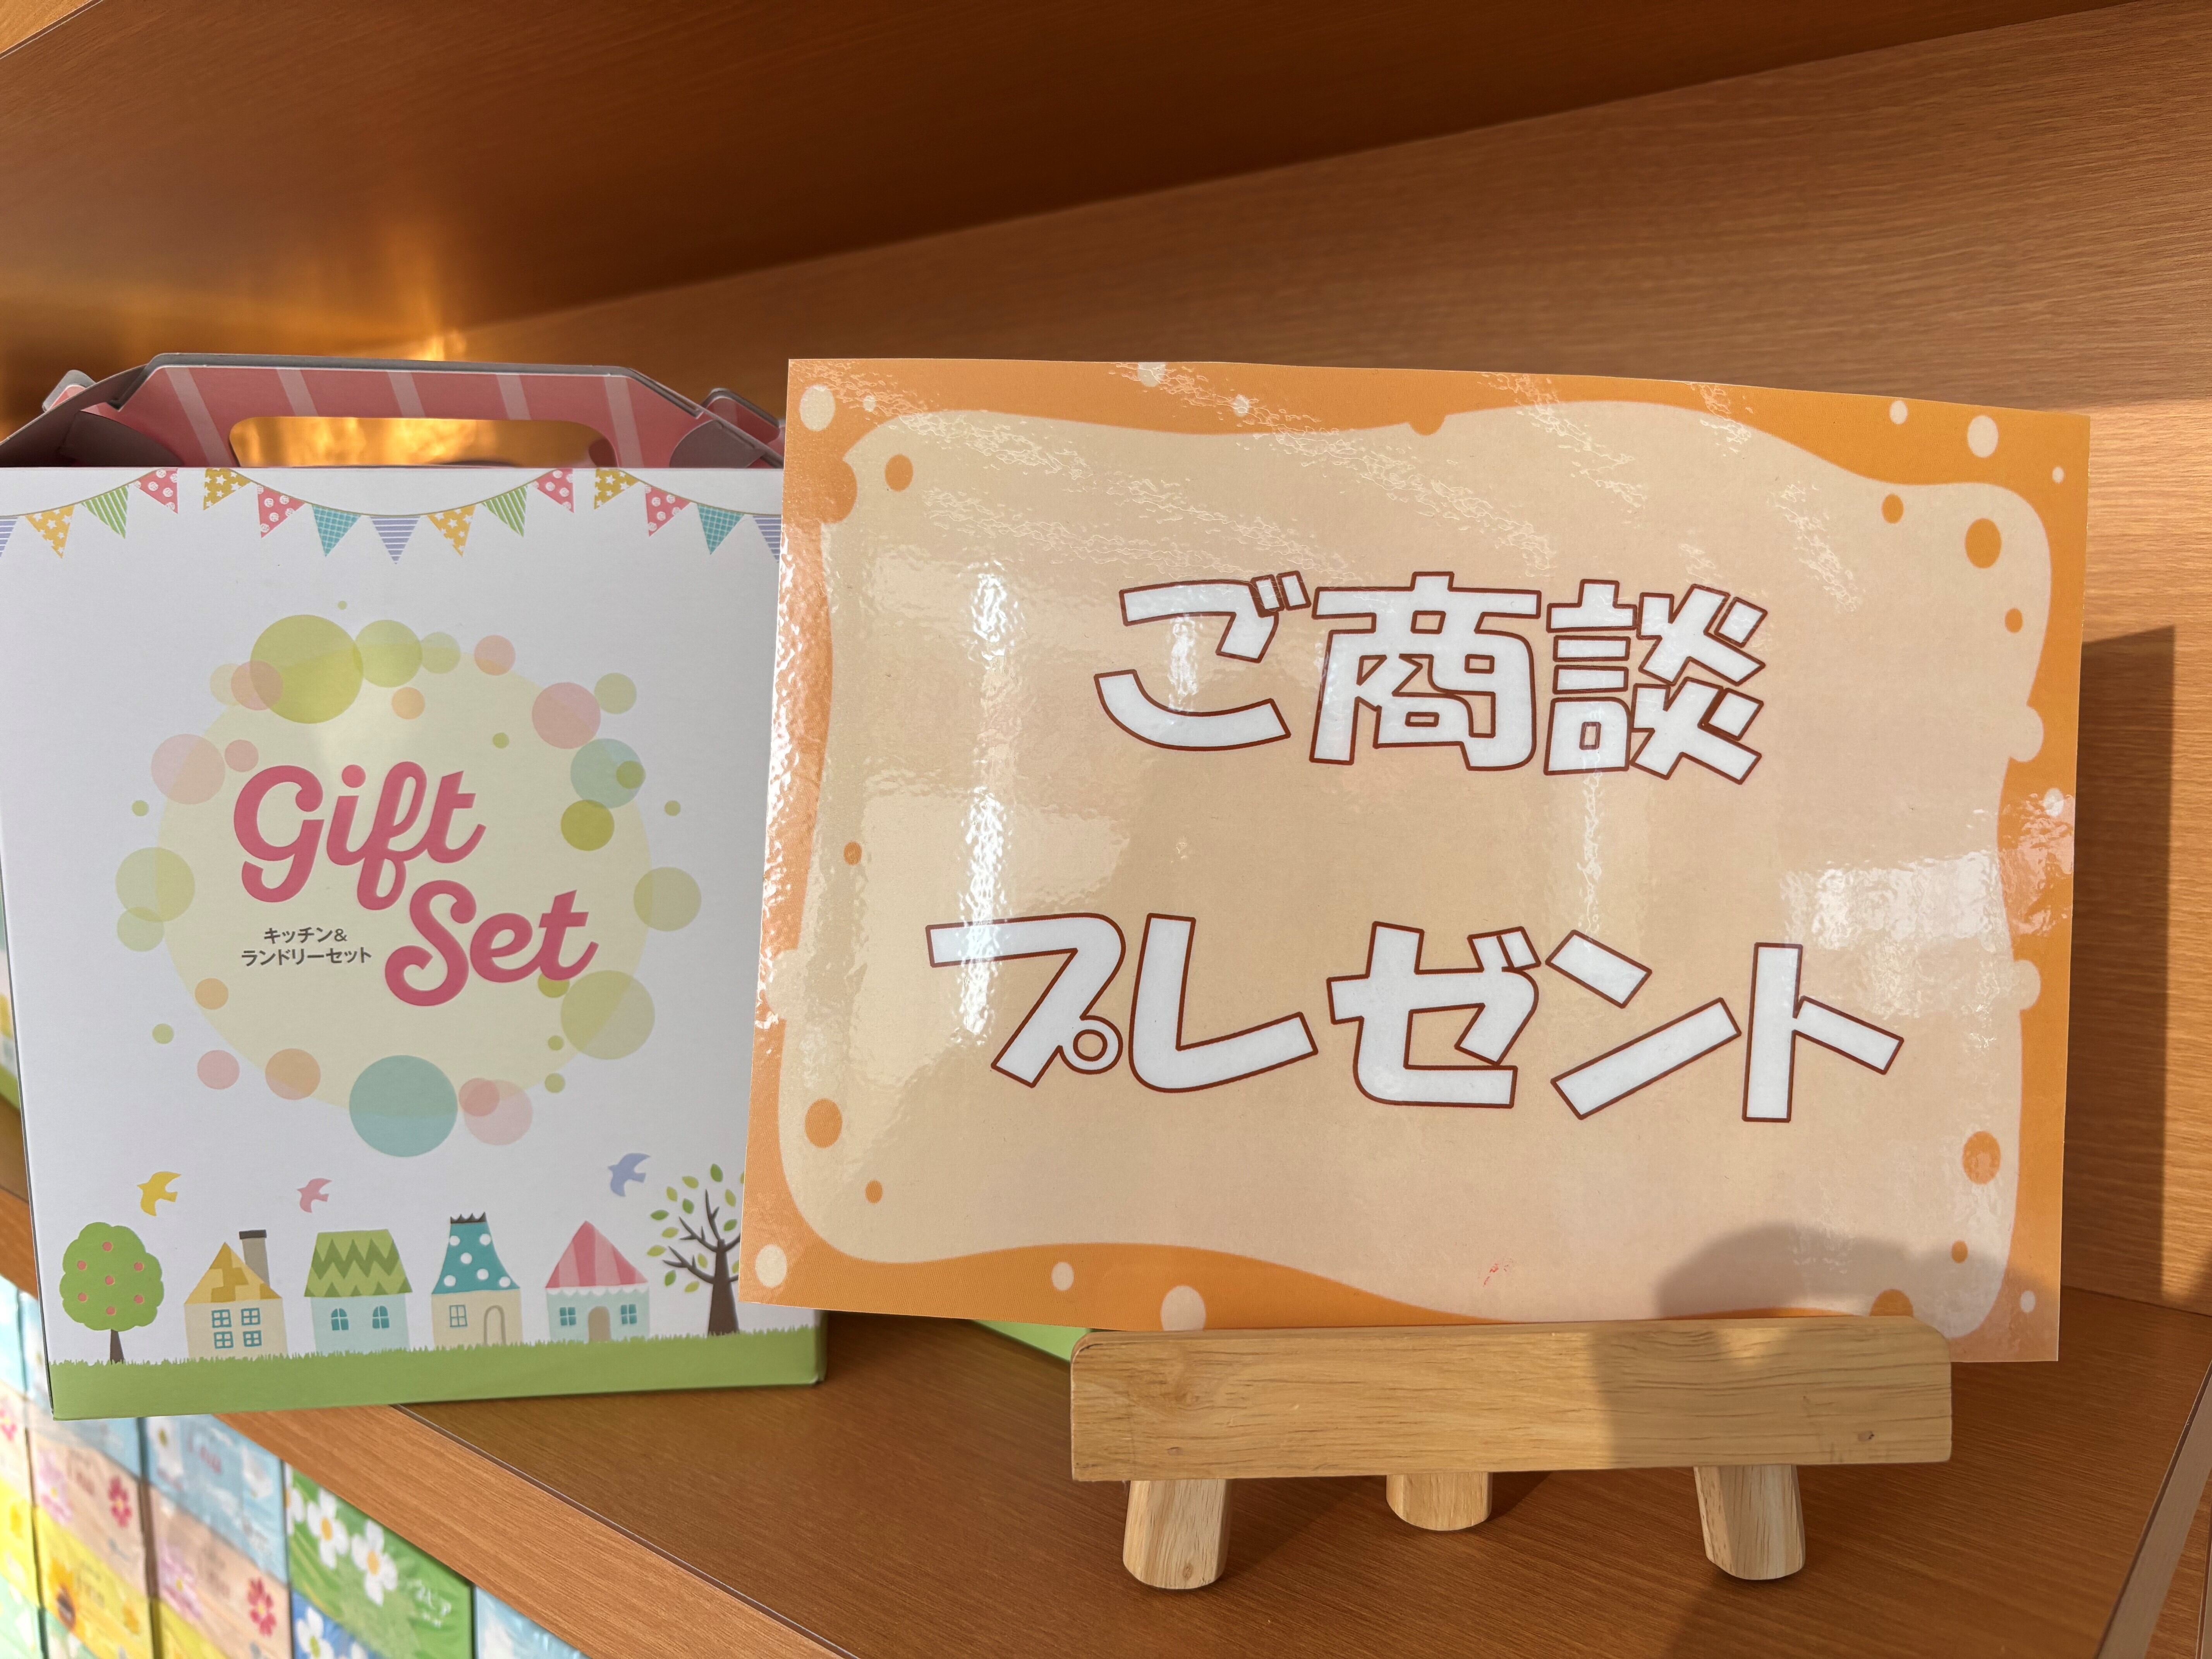 Gift
Set
キッチン&
ランドリーセット
ご商談
プレゼント